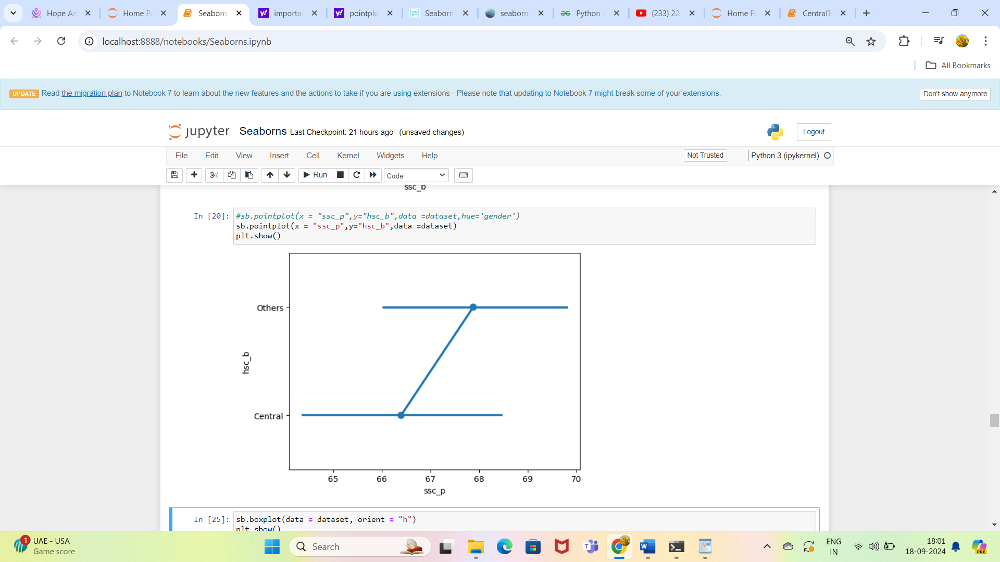 Hope Ar
Home Pa
Seaborn
importan
pointplo
Seaborn
seaborn.
Python -
(233) 22
Home Pa
CentralTe
localhost:8888/notebooks/Seaborns.ipynb
All Bookmarks
UPDATE Read the migration plan to Notebook 7 to learn about the new features and the actions to take if you are using extensions - Please note that updating to Notebook 7 might break some of your extensions.
Don't show anymore
jupyter Seaborns Last Checkpoint: 21 hours ago (unsaved changes)
Logout
File Edit View Insert Cell Kernel Widgets Help
Not Trusted
Python 3 (ipykernel)
Run
Code
ssc_b
In [20]:
#sb.pointplot(x = "ssc_p",y="hsc_b",data =dataset,hue='gender')
sb.pointplot(x = "ssc_p",y="hsc_b",data =dataset)
plt.show()
Others
hsc_b
Central
65 66 67 68 69 70
ssc_p
In [25]:
sb.boxplot(data = dataset, orient = "h")
plt.show()
1
UAE - USA
Game score
Search
ENG
IN
18:01
18-09-2024
PRE